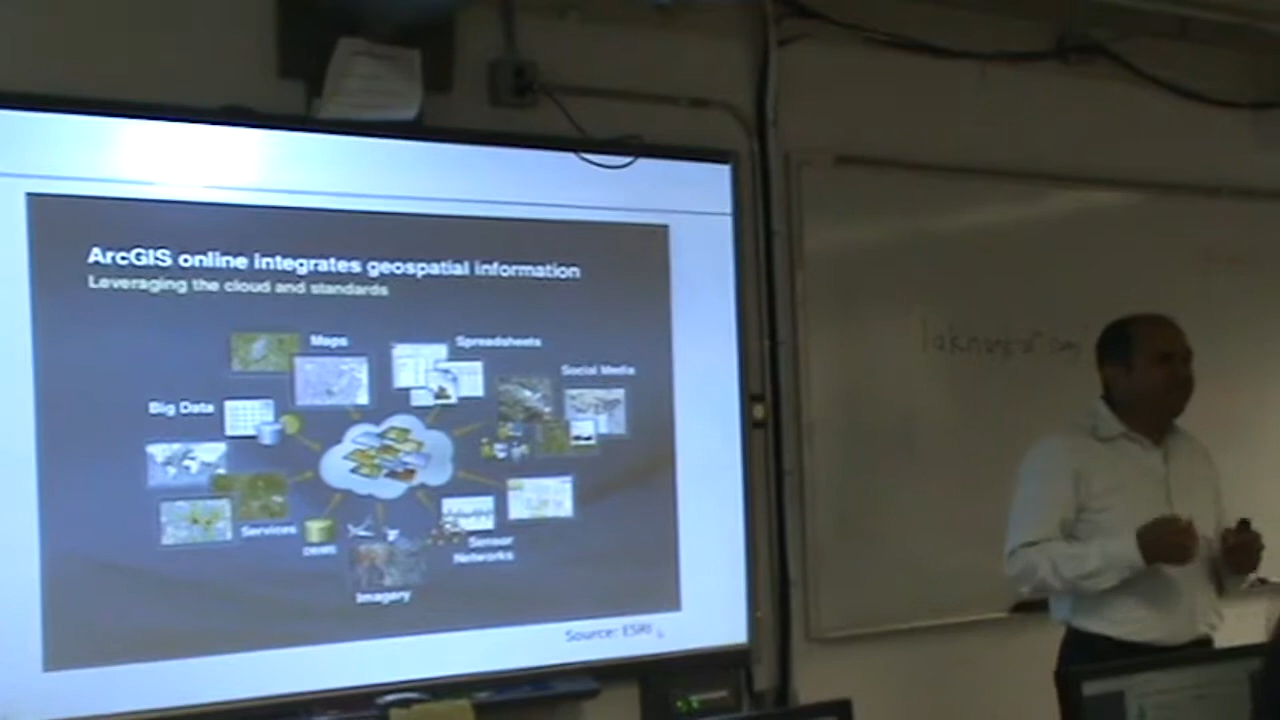 ArcGIS online integrates geospatial information
Leveraging the cloud and standards
Maps
Spreadsheets
Social Media
Big Data
Services
DBMS
Sensor
Networks
Imagery
Source: ESRI